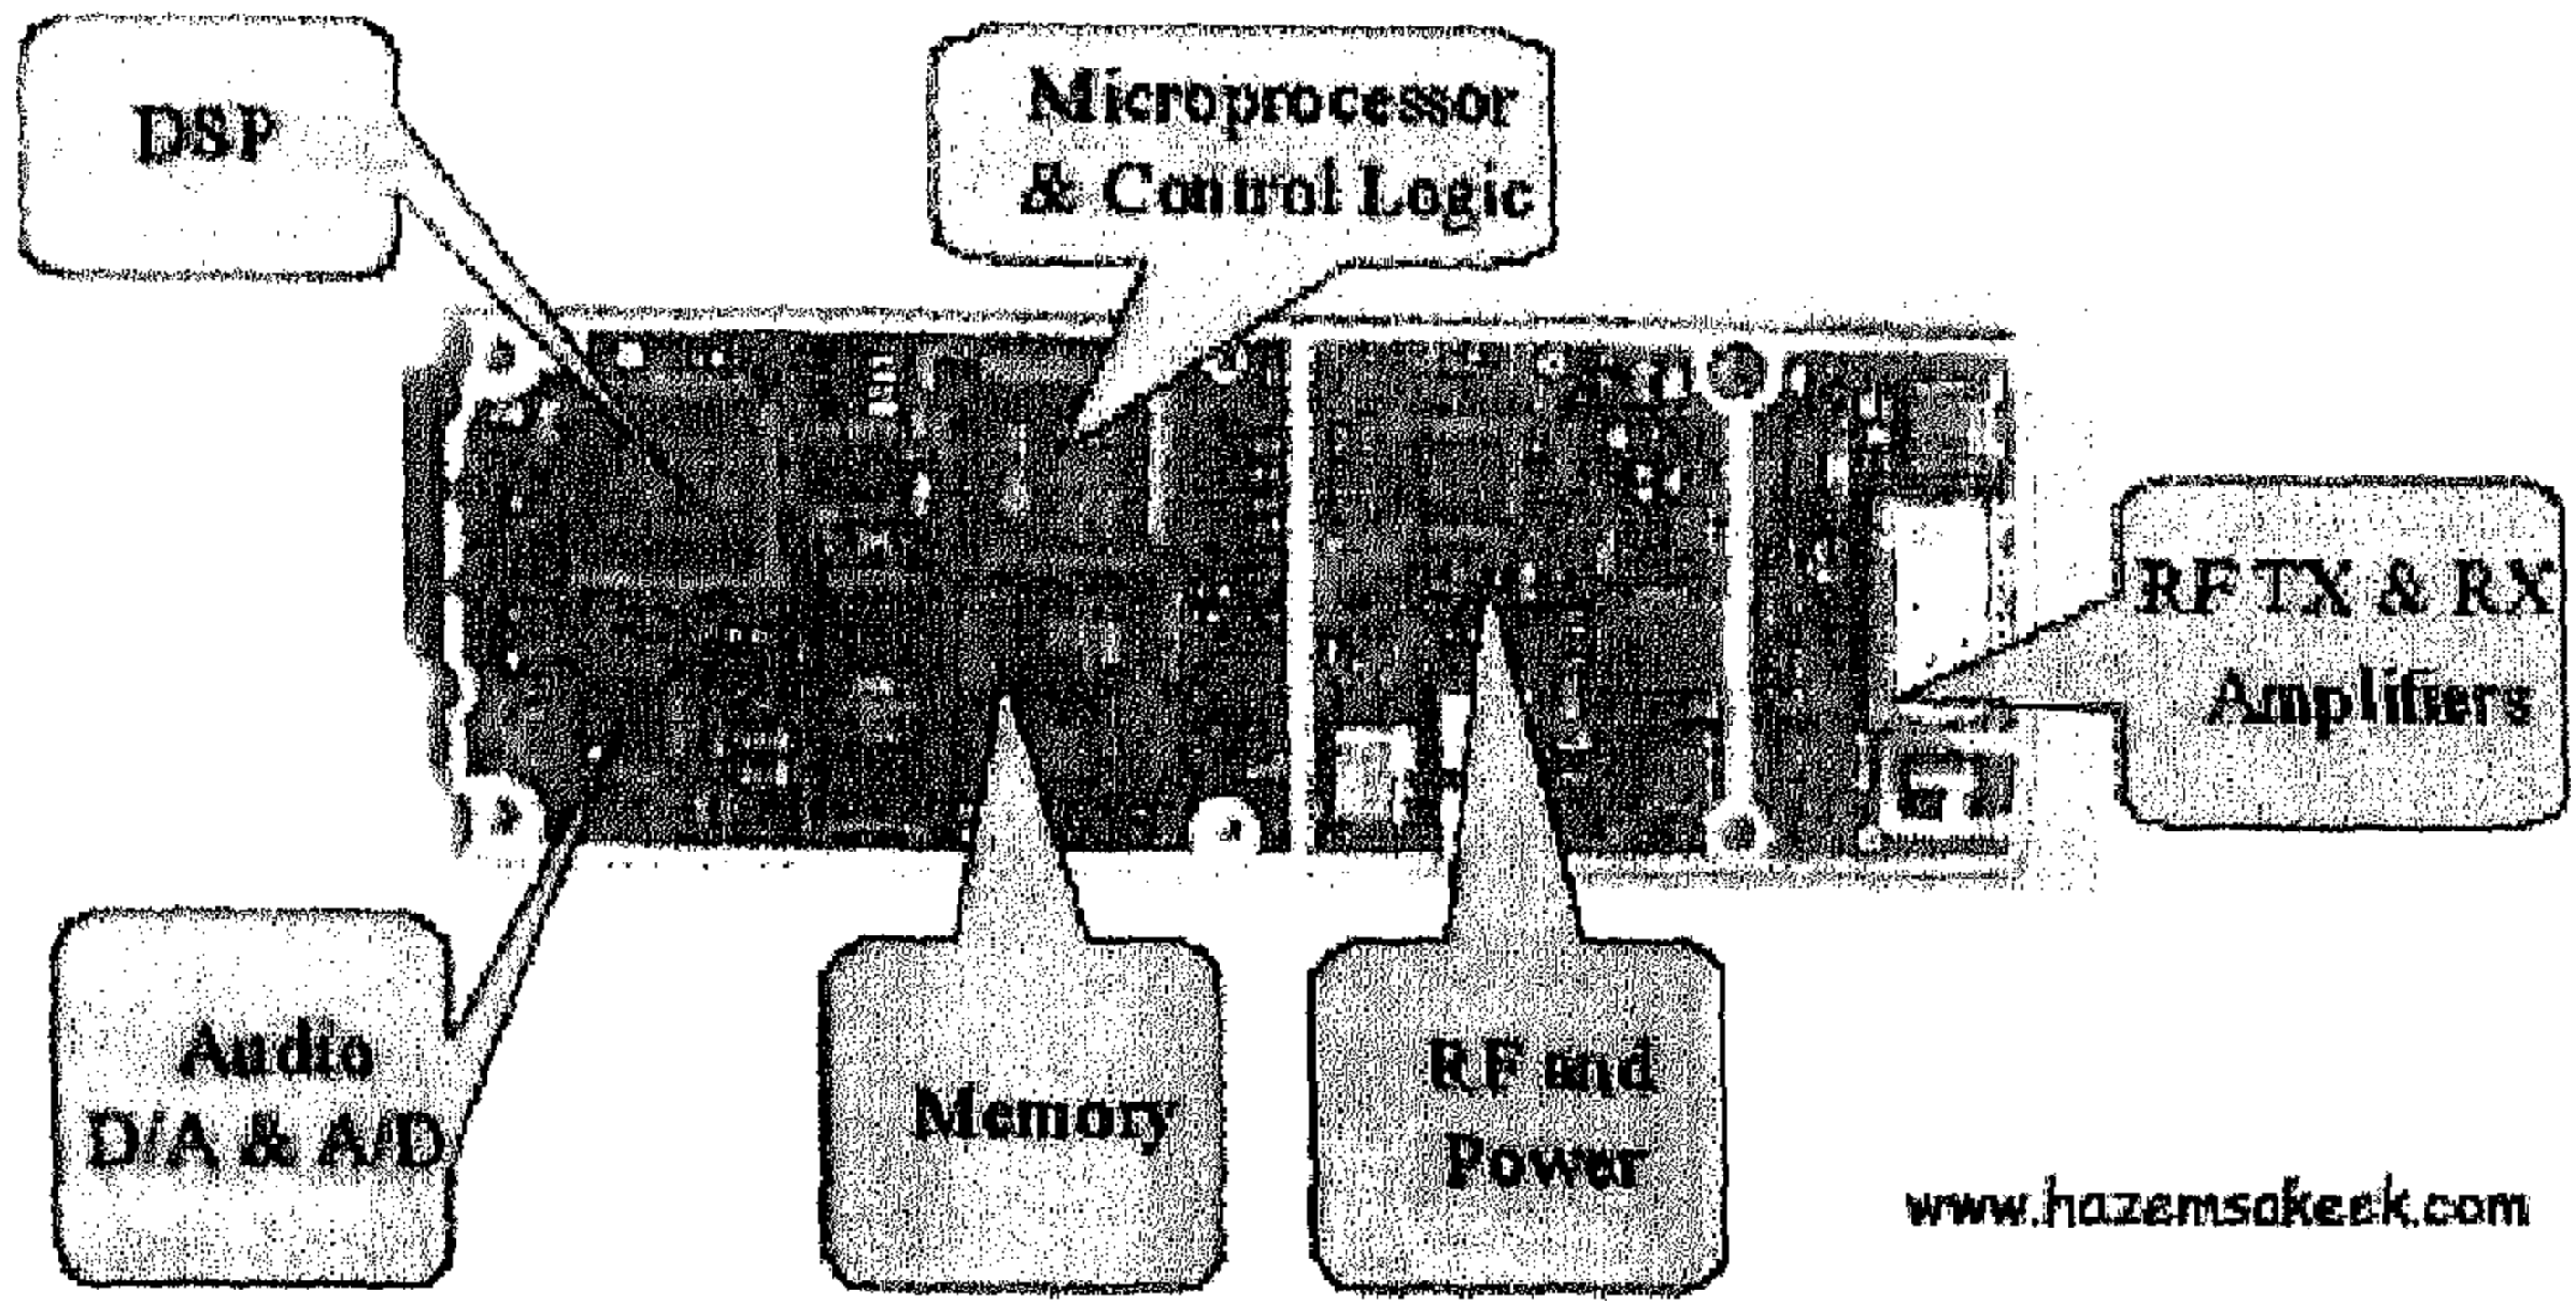 DSP
Microprocessor
& Control Logic
RF TX & RX
Amplifiers
Audio
D/A & A/D
Memory
RF and
Power
www.hazemsakeek.com